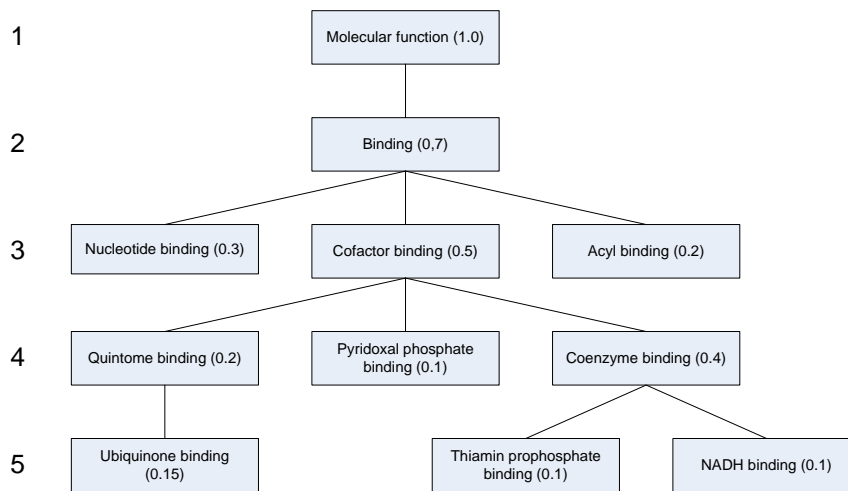 1
Molecular function (1.0)
2
Binding (0,7)
3
Nucleotide binding (0.3)
Cofactor binding (0.5)
Acyl binding (0.2)
4
Quintome binding (0.2)
Pyridoxal phosphate
binding (0.1)
Coenzyme binding (0.4)
5
Ubiquinone binding
(0.15)
Thiamin prophosphate
binding (0.1)
NADH binding (0.1)